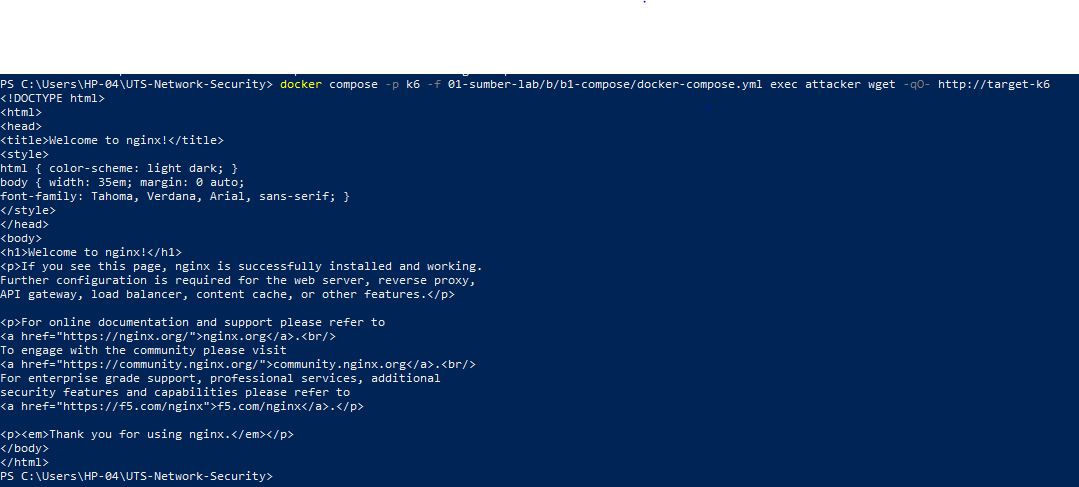 PS C:\Users\HP-04\UTS-Network-Security> docker compose -p k6 -f 01-sumber-lab/b/b1-compose/docker-compose.yml exec attacker wget -qO- http://target-k6
<!DOCTYPE html>
<html>
<head>
<title>Welcome to nginx!</title>
<style>
html { color-scheme: light dark; }
body { width: 35em; margin: 0 auto;
font-family: Tahoma, Verdana, Arial, sans-serif; }
</style>
</head>
<body>
<h1>Welcome to nginx!</h1>
<p>If you see this page, nginx is successfully installed and working.
Further configuration is required for the web server, reverse proxy,
API gateway, load balancer, content cache, or other features.</p>

<p>For online documentation and support please refer to
<a href="https://nginx.org/">nginx.org</a>.<br/>
To engage with the community please visit
<a href="https://community.nginx.org/">community.nginx.org</a>.<br/>
For enterprise grade support, professional services, additional
security features and capabilities please refer to
<a href="https://f5.com/nginx">f5.com/nginx</a>.</p>

<p><em>Thank you for using nginx.</em></p>
</body>
</html>
PS C:\Users\HP-04\UTS-Network-Security>